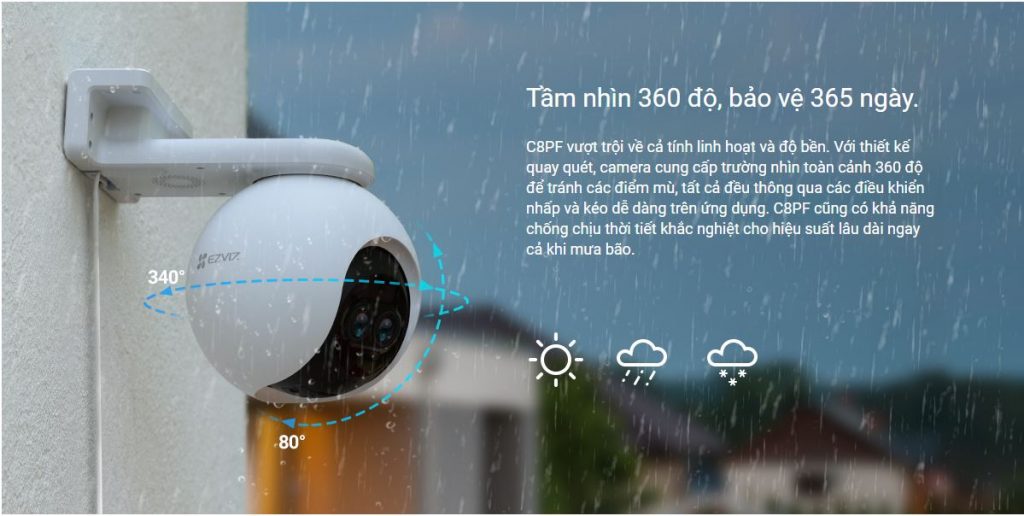 Tầm nhìn 360 độ, bảo vệ 365 ngày.
C8PF vượt trội về cả tính linh hoạt và độ bền. Với thiết kế
quay quét, camera cung cấp trường nhìn toàn cảnh 360 độ
để tránh các điểm mù, tất cả đều thông qua các điều khiển
nhấp và kéo dễ dàng trên ứng dụng. C8PF cũng có khả năng
chống chịu thời tiết khắc nghiệt cho hiệu suất lâu dài ngay
cả khi mưa bão.
EZVIZ
340°
80°